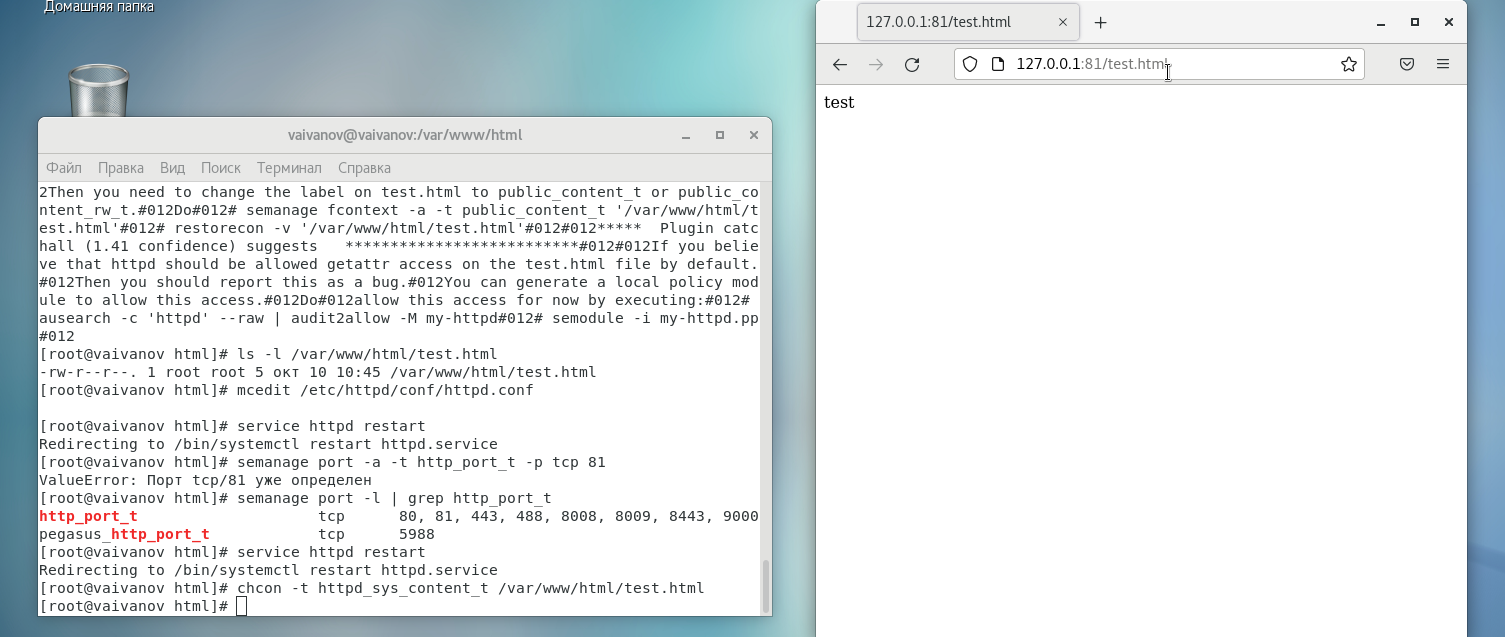 Домашняя папка
vaivanov@vaivanov:/var/www/html
Файл Правка Вид Поиск Терминал Справка
2Then you need to change the label on test.html to public_content_t or public_co
ntent_rw_t.#012Do#012# semanage fcontext -a -t public_content_t '/var/www/html/t
est.html'#012# restorecon -v '/var/www/html/test.html'#012#012***** Plugin catc
hall (1.41 confidence) suggests **************************#012#012If you belie
ve that httpd should be allowed getattr access on the test.html file by default.
#012Then you should report this as a bug.#012You can generate a local policy mod
ule to allow this access.#012Do#012allow this access for now by executing:#012#
ausearch -c 'httpd' --raw | audit2allow -M my-httpd#012# semodule -i my-httpd.pp
#012
[root@vaivanov html]# ls -l /var/www/html/test.html
-rw-r--r--. 1 root root 5 окт 10 10:45 /var/www/html/test.html
[root@vaivanov html]# mcedit /etc/httpd/conf/httpd.conf
[root@vaivanov html]# service httpd restart
Redirecting to /bin/systemctl restart httpd.service
[root@vaivanov html]# semanage port -a -t http_port_t -p tcp 81
ValueError: Порт tcp/81 уже определен
[root@vaivanov html]# semanage port -l | grep http_port_t
http_port_t tcp 80, 81, 443, 488, 8008, 8009, 8443, 9000
pegasus_http_port_t tcp 5988
[root@vaivanov html]# service httpd restart
Redirecting to /bin/systemctl restart httpd.service
[root@vaivanov html]# chcon -t httpd_sys_content_t /var/www/html/test.html
[root@vaivanov html]#
127.0.0.1:81/test.html
127.0.0.1:81/test.html
test